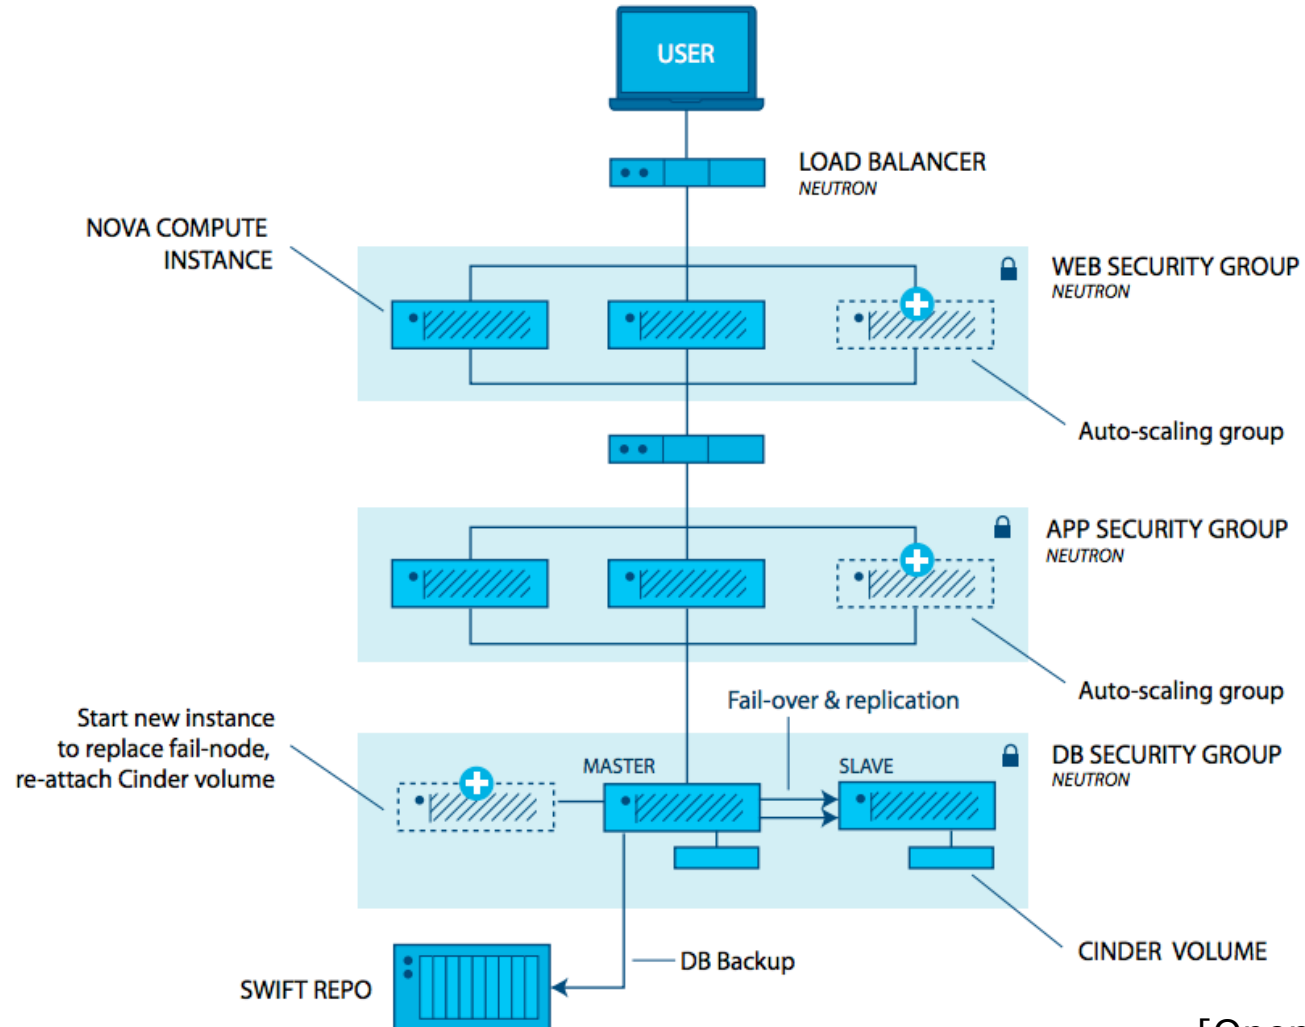 USER
LOAD BALANCER
NEUTRON
NOVA COMPUTE
INSTANCE
WEB SECURITY GROUP
NEUTRON
Auto-scaling group
APP SECURITY GROUP
NEUTRON
Auto-scaling group
Fail-over & replication
Start new instance
to replace fail-node,
re-attach Cinder volume
MASTER
SLAVE
DB SECURITY GROUP
NEUTRON
CINDER VOLUME
DB Backup
SWIFT REPO